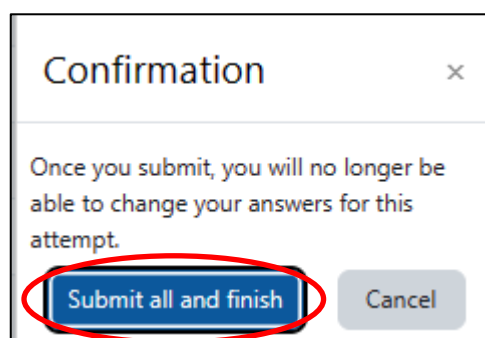 Confirmation ×
Once you submit, you will no longer be
able to change your answers for this
attempt.
Submit all and finish Cancel